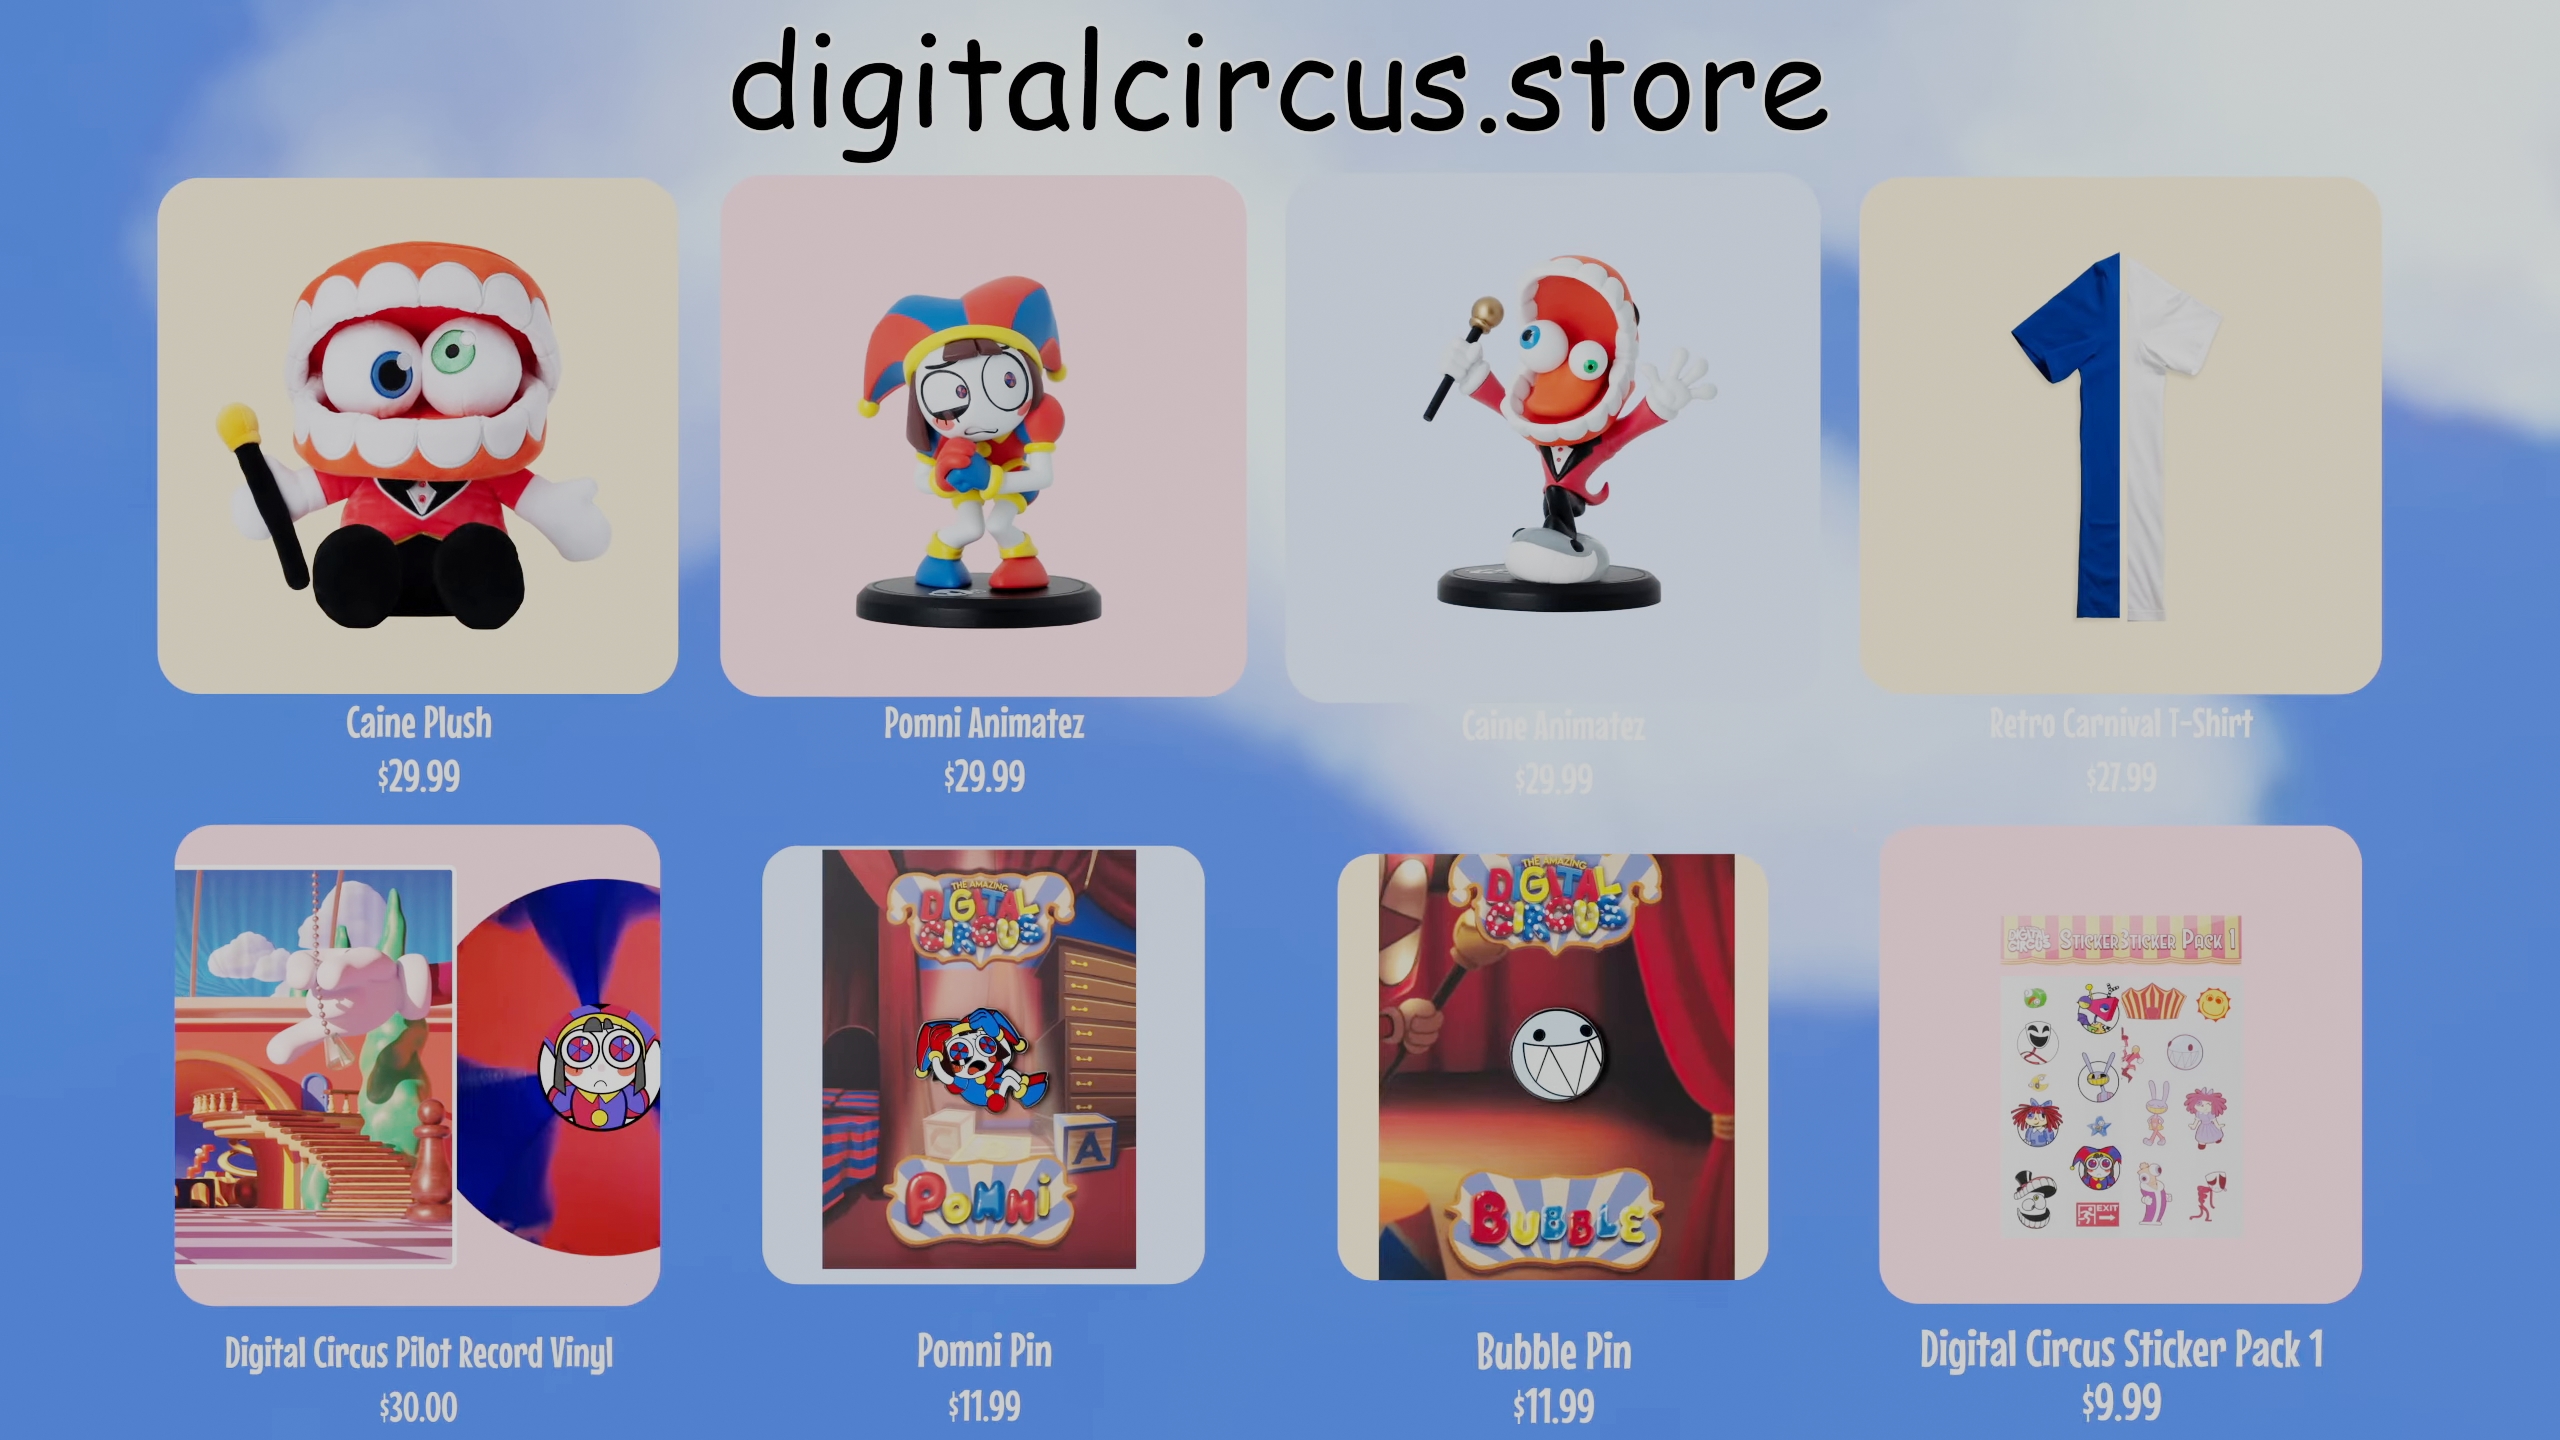 digitalcircus.store
Caine Plush
$29.99
Pomni Animatez
$29.99
Caine Animatez
$29.99
Retro Carnival T-Shirt
$27.99
THE AMAZING
DIGITAL
CIRCUS
A
POMNI
THE AMAZING
DIGITAL
CIRCUS
BUBBLE
DIGITAL
CIRCUS
STICKER3TICKER PACK 1
EXIT
Digital Circus Pilot Record Vinyl
$30.00
Pomni Pin
$11.99
Bubble Pin
$11.99
Digital Circus Sticker Pack 1
$9.99